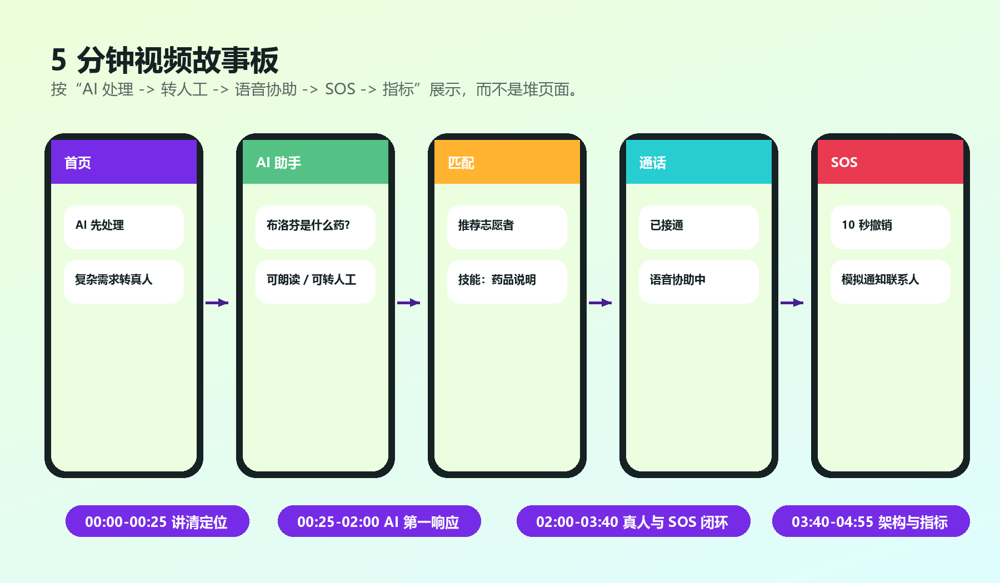 5 分钟视频故事板
按“AI 处理 -> 转人工 -> 语音协助 -> SOS -> 指标”展示，而不是堆页面。
首页
AI 先处理
复杂需求转真人
AI 助手
布洛芬是什么药?
可朗读 / 可转人工
匹配
推荐志愿者
技能：药品说明
通话
已接通
语音协助中
SOS
10 秒撤销
模拟通知联系人
00:00-00:25 讲清定位
00:25-02:00 AI 第一响应
02:00-03:40 真人与 SOS 闭环
03:40-04:55 架构与指标